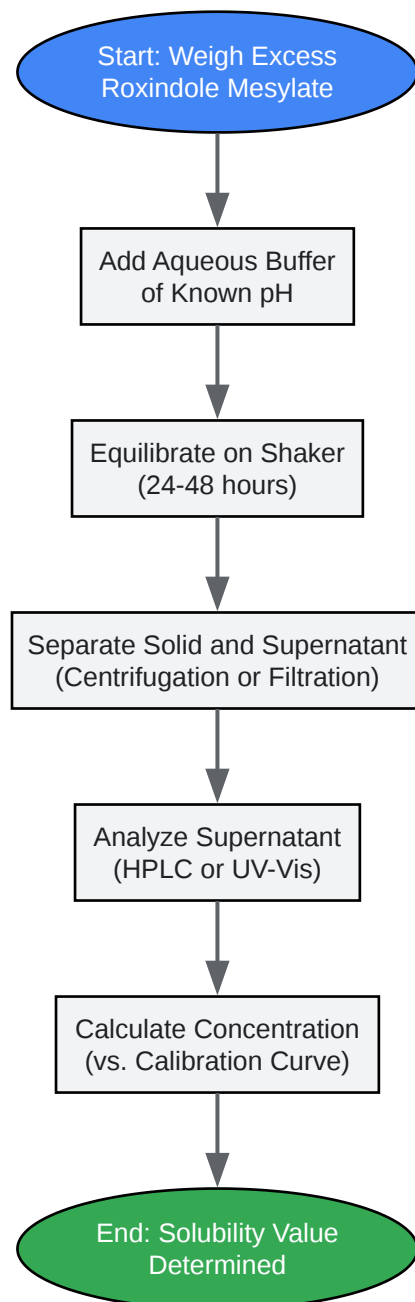 Start: Weigh Excess
Roxindole Mesylate
Add Aqueous Buffer
of Known pH
Equilibrate on Shaker
(24-48 hours)
Separate Solid and Supernatant
(Centrifugation or Filtration)
Analyze Supernatant
(HPLC or UV-Vis)
Calculate Concentration
(vs. Calibration Curve)
End: Solubility Value
Determined